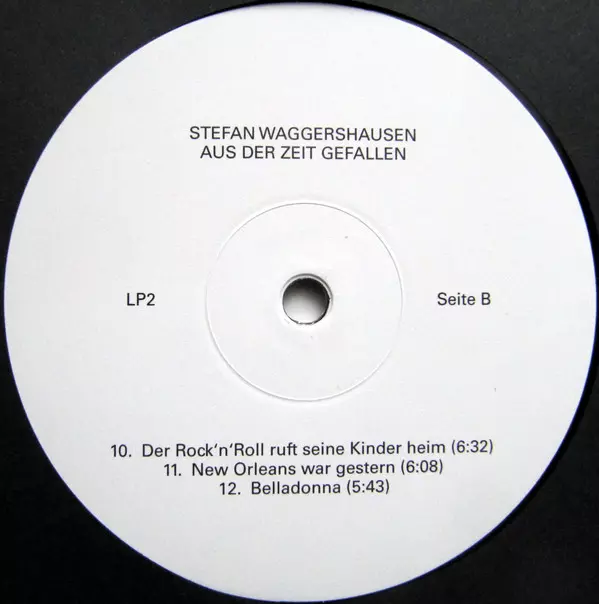 STEFAN WAGGERSHAUSEN
AUS DER ZEIT GEFALLEN
LP2
Seite B
10. Der Rock‘n‘Roll ruft seine Kinder heim (6:32)
11. New Orleans war gestern (6:08)
12. Belladonna (5:43)